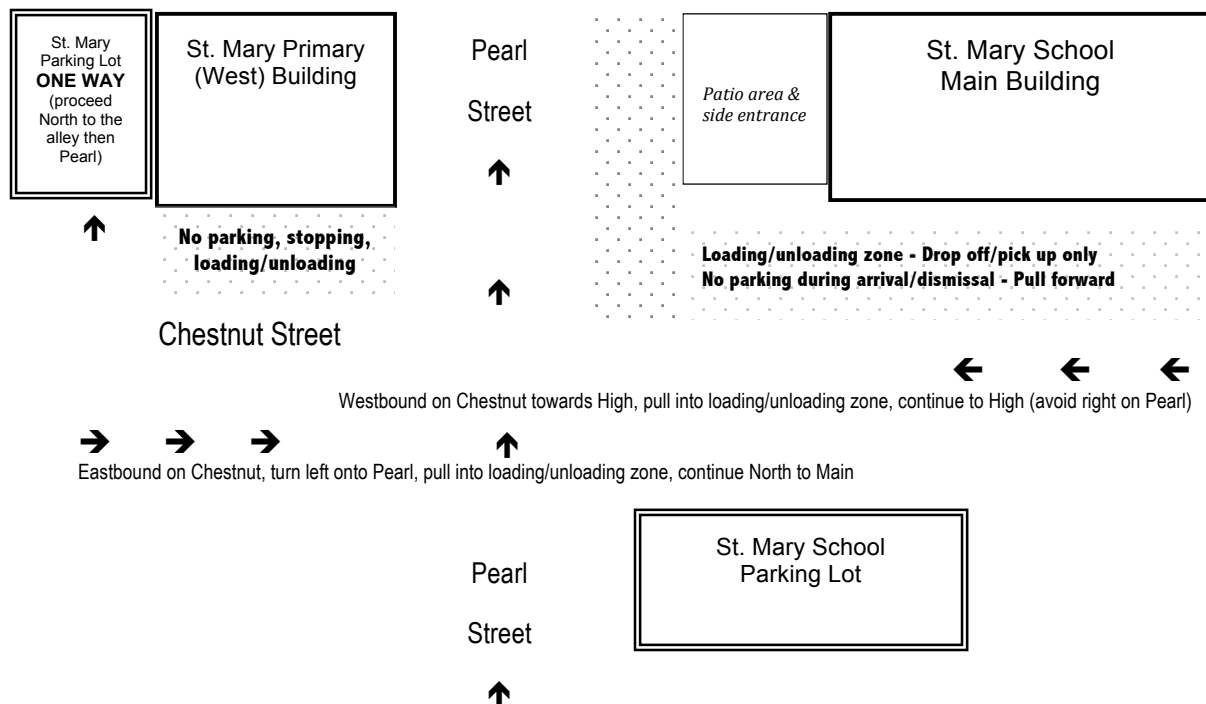 St. Mary
Parking Lot
ONE WAY
(proceed
North to the
alley then
Pearl)
St. Mary Primary
(West) Building
Pearl
Street
Patio area &
side entrance
St. Mary School
Main Building
No parking, stopping,
loading/unloading
Loading/unloading zone - Drop off/pick up only
No parking during arrival/dismissal - Pull forward
Chestnut Street
Westbound on Chestnut towards High, pull into loading/unloading zone, continue to High (avoid right on Pearl)
Eastbound on Chestnut, turn left onto Pearl, pull into loading/unloading zone, continue North to Main
St. Mary School
Parking Lot
Pearl
Street